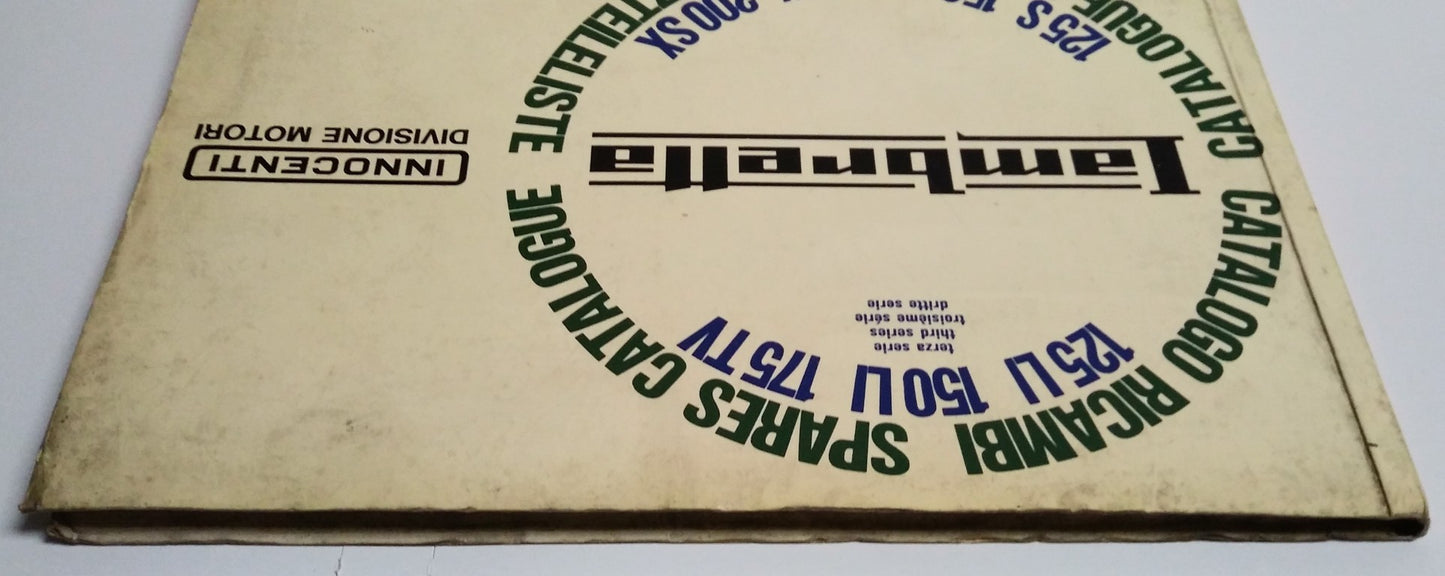 CATALOGO RICAMBI SPARES CATALOGUE
125 LI 150 LI 175 TV
terza serie
third series
troisième série
dritte serie
Lambretta
125 S
200 SX
CATALOGUE
INNOCENTI
DIVISIONE MOTORI